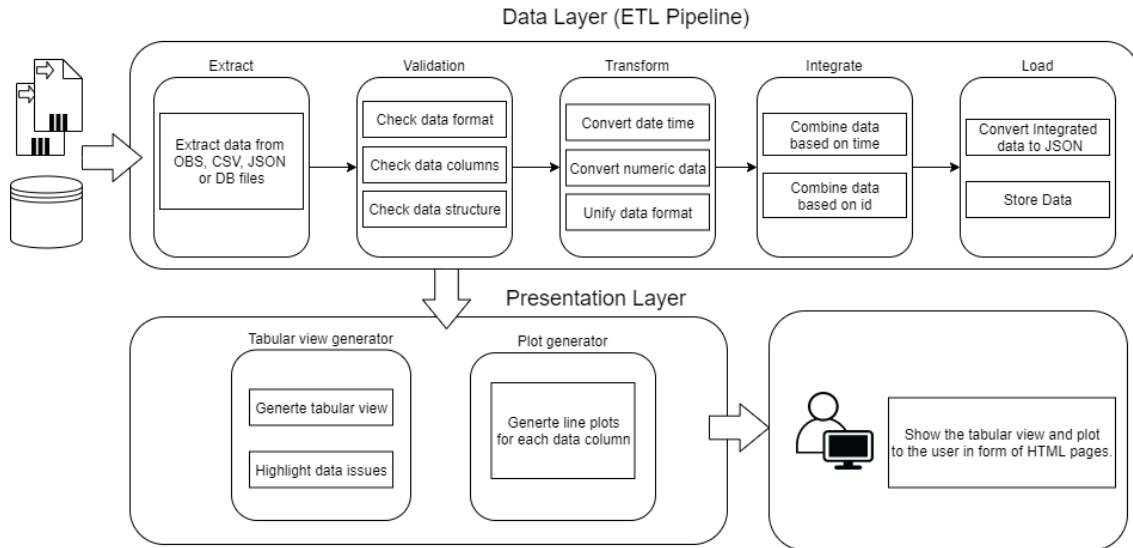 Data Layer (ETL Pipeline)
Extract
Validation
Transform
Integrate
Load
Extract data from
OBS, CSV, JSON
or DB files
Check data format
Check data columns
Check data structure
Convert date time
Convert numeric data
Unify data format
Combine data
based on time
Combine data
based on id
Convert Integrated
data to JSON
Store Data
Presentation Layer
Tabular view generator
Generte tabular view
Highlight data issues
Plot generator
Generte line plots
for each data column
Show the tabular view and plot
to the user in form of HTML pages.